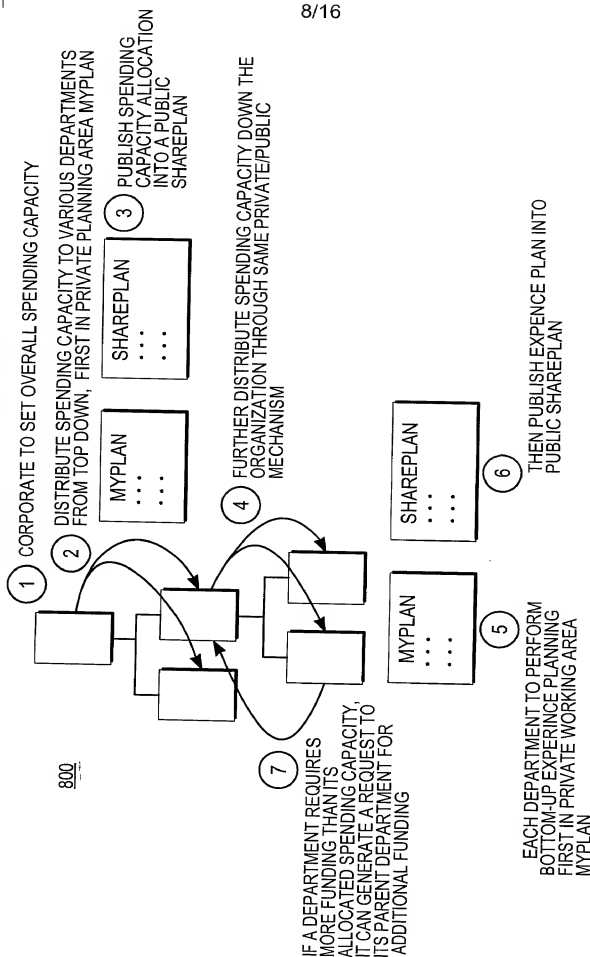 8/16
800
1 CORPORATE TO SET OVERALL SPENDING CAPACITY
2 DISTRIBUTE SPENDING CAPACITY TO VARIOUS DEPARTMENTS
FROM TOP DOWN, FIRST IN PRIVATE PLANNING AREA MYPLAN
MYPLAN
SHAREPLAN
3 PUBLISH SPENDING
CAPACITY ALLOCATION
INTO A PUBLIC
SHAREPLAN
4 FURTHER DISTRIBUTE SPENDING CAPACITY DOWN THE
ORGANIZATION THROUGH SAME PRIVATE/PUBLIC
MECHANISM
MYPLAN
SHAREPLAN
5
EACH DEPARTMENT TO PERFORM
BOTTOM-UP EXPERINCE PLANNING
FIRST IN PRIVATE WORKING AREA
MYPLAN
6
THEN PUBLISH EXPENCE PLAN INTO
PUBLIC SHAREPLAN
7
IF A DEPARTMENT REQUIRES
MORE FUNDING THAN ITS
ALLOCATED SPENDING CAPACITY,
IT CAN GENERATE A REQUEST TO
ITS PARENT DEPARTMENT FOR
ADDITIONAL FUNDING